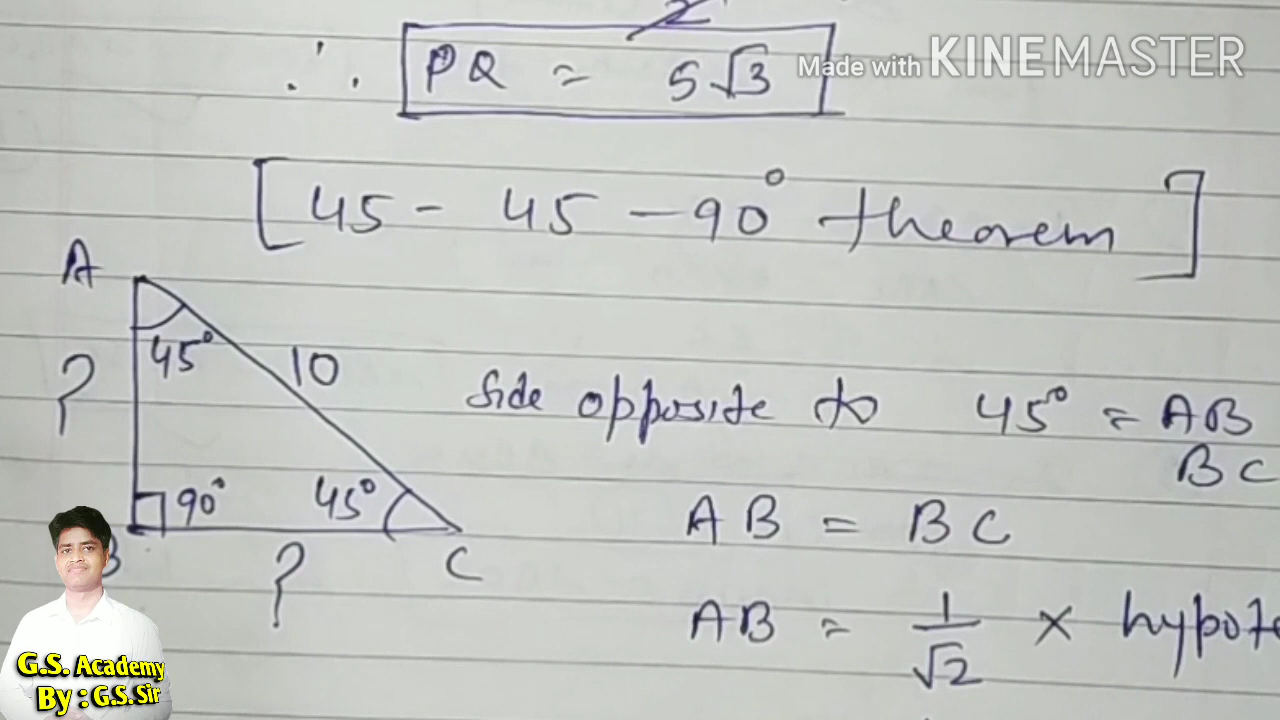 2
∴ PQ = 5√3
Made with KINEMASTER
[45 - 45 - 90° theorem]
A
45°
10
?
90°
45°
B
?
C
Side opposite to 45° = AB
BC
AB = BC
AB = 1/√2 × hypote
G.S. Academy
By : G.S. Sir